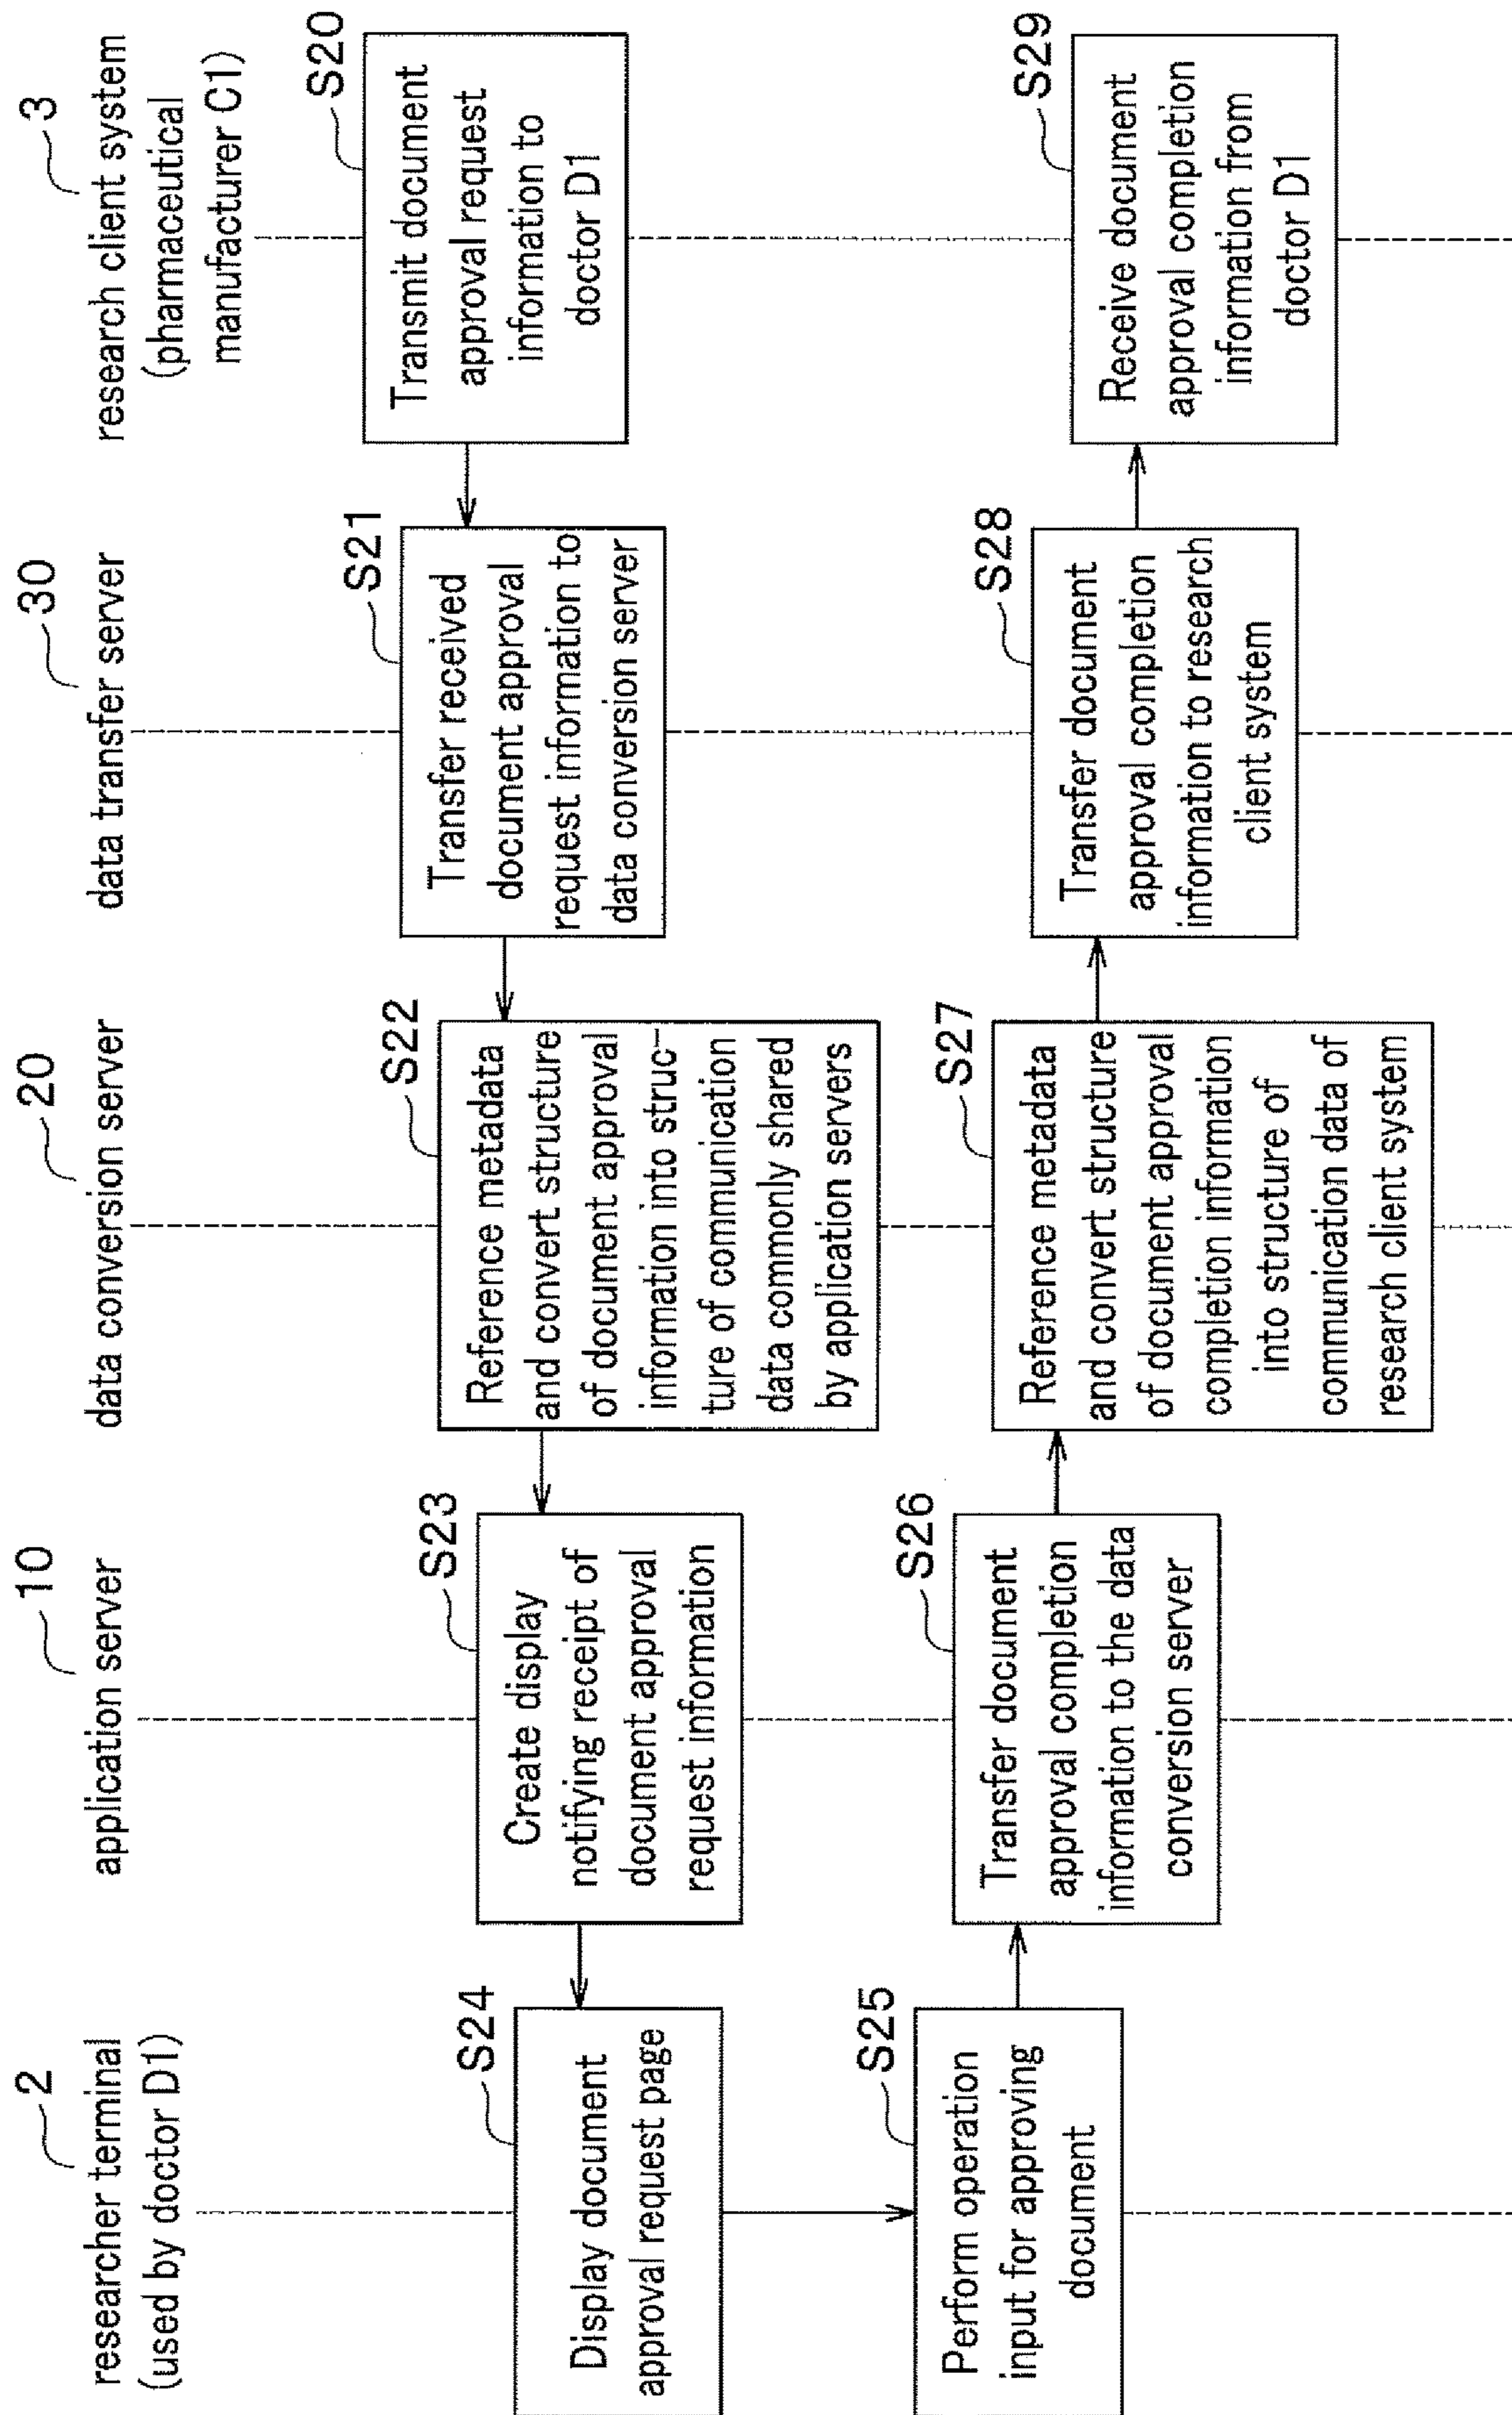 2
researcher terminal
(used by doctor D1)
10
application server
20
data conversion server
30
data transfer server
3
research client system
(pharmaceutical
manufacturer C1)
S20
Transmit document
approval request
information to
doctor D1
S21
Transfer received
document approval
request information to
data conversion server
S22
Reference metadata
and convert structure
of document approval
information into struc-
ture of communication
data commonly shared
by application servers
S23
Create display
notifying receipt of
document approval
request information
S24
Display document
approval request page
S25
Perform operation
input for approving
document
S26
Transfer document
approval completion
information to the data
conversion server
S27
Reference metadata
and convert structure
of document approval
completion information
into structure of
communication data of
research client system
S28
Transfer document
approval completion
information to research
client system
S29
Receive document
approval completion
information from
doctor D1